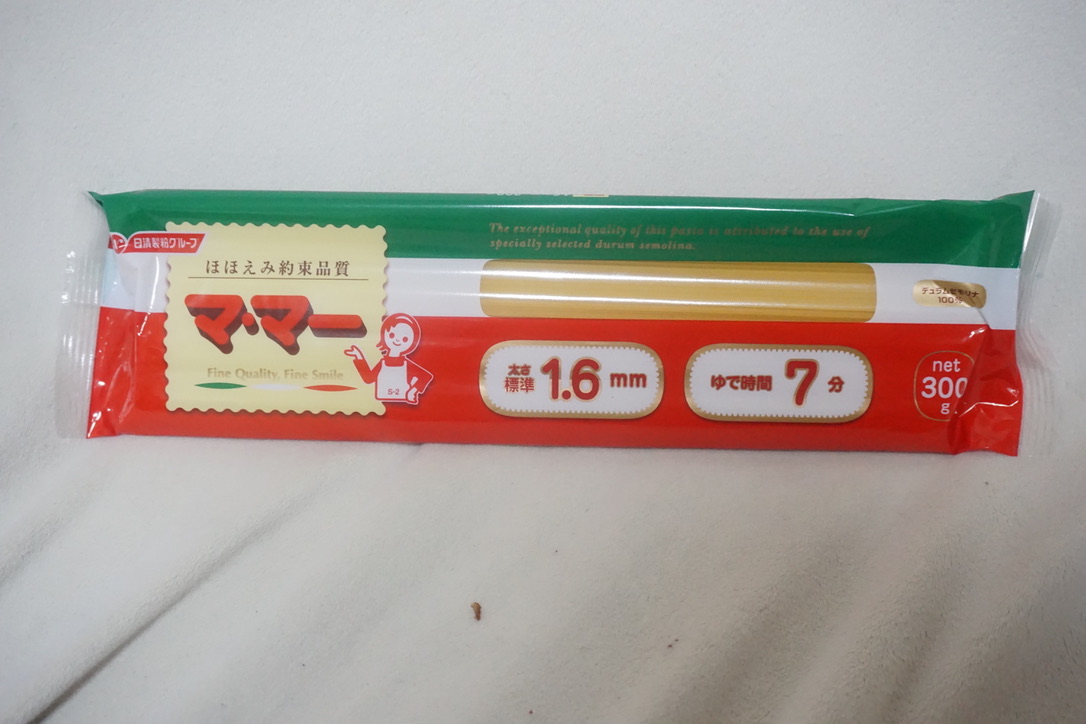 日清製粉グループ
ほほえみ約束品質
マ・マー
Fine Quality, Fine Smile
S-2
The exceptional quality of this pasta is attributed to the use of
specially selected durum semolina.
デュラムセモリナ
100%
太さ
標準 1.6 mm
ゆで時間 7 分
net
300
g